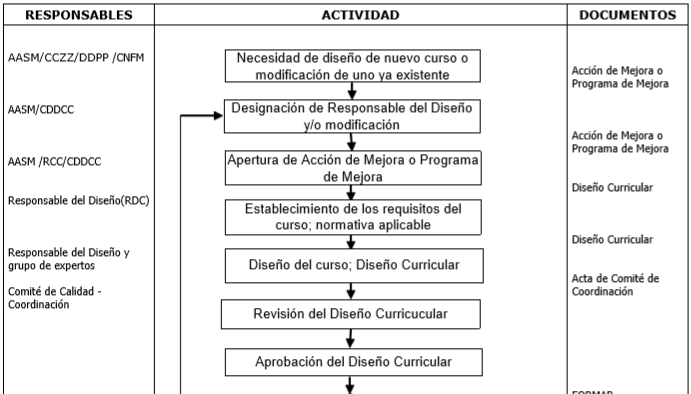 RESPONSABLES
ACTIVIDAD
DOCUMENTOS
AASM/CCZZ/DDPP /CNFM
AASM/CDDCC
AASM /RCC/CDDCC
Responsable del Diseño(RDC)
Responsable del Diseño y
grupo de expertos
Comité de Calidad -
Coordinación
Necesidad de diseño de nuevo curso o
modificación de uno ya existente
Designación de Responsable del Diseño
y/o modificación
Apertura de Acción de Mejora o Programa
de Mejora
Establecimiento de los requisitos del
curso; normativa aplicable
Diseño del curso; Diseño Curricular
Revisión del Diseño Curricucular
Aprobación del Diseño Curricular
Acción de Mejora o
Programa de Mejora
Acción de Mejora o
Programa de Mejora
Diseño Curricular
Diseño Curricular
Acta de Comité de
Coordinación